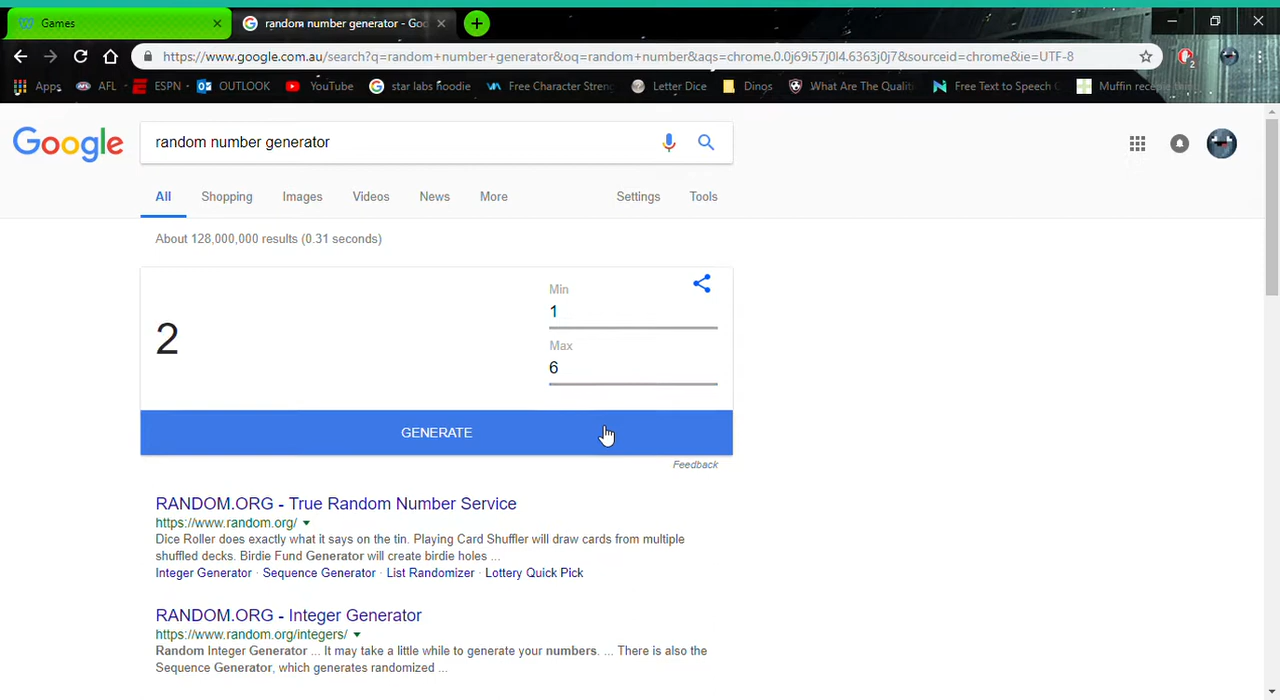 Games
random number generator - Goo
https://www.google.com.au/search?q=random+number+generator&oq=random+number&aqs=chrome.0.0j69i57j0l4.6363j0j7&sourceid=chrome&ie=UTF-8
2
Apps AFL ESPN OUTLOOK YouTube star labs hoodie Free Character Streng Letter Dice Dinos What Are The Qualiti Free Text to Speech Muffin recep
Google
random number generator
All Shopping Images Videos News More Settings Tools
About 128,000,000 results (0.31 seconds)
2
Min
1
Max
6
GENERATE
Feedback
RANDOM.ORG - True Random Number Service
https://www.random.org/
Dice Roller does exactly what it says on the tin. Playing Card Shuffler will draw cards from multiple
shuffled decks. Birdie Fund Generator will create birdie holes ...
Integer Generator · Sequence Generator · List Randomizer · Lottery Quick Pick
RANDOM.ORG - Integer Generator
https://www.random.org/integers/
Random Integer Generator ... It may take a little while to generate your numbers. ... There is also the
Sequence Generator, which generates randomized ...